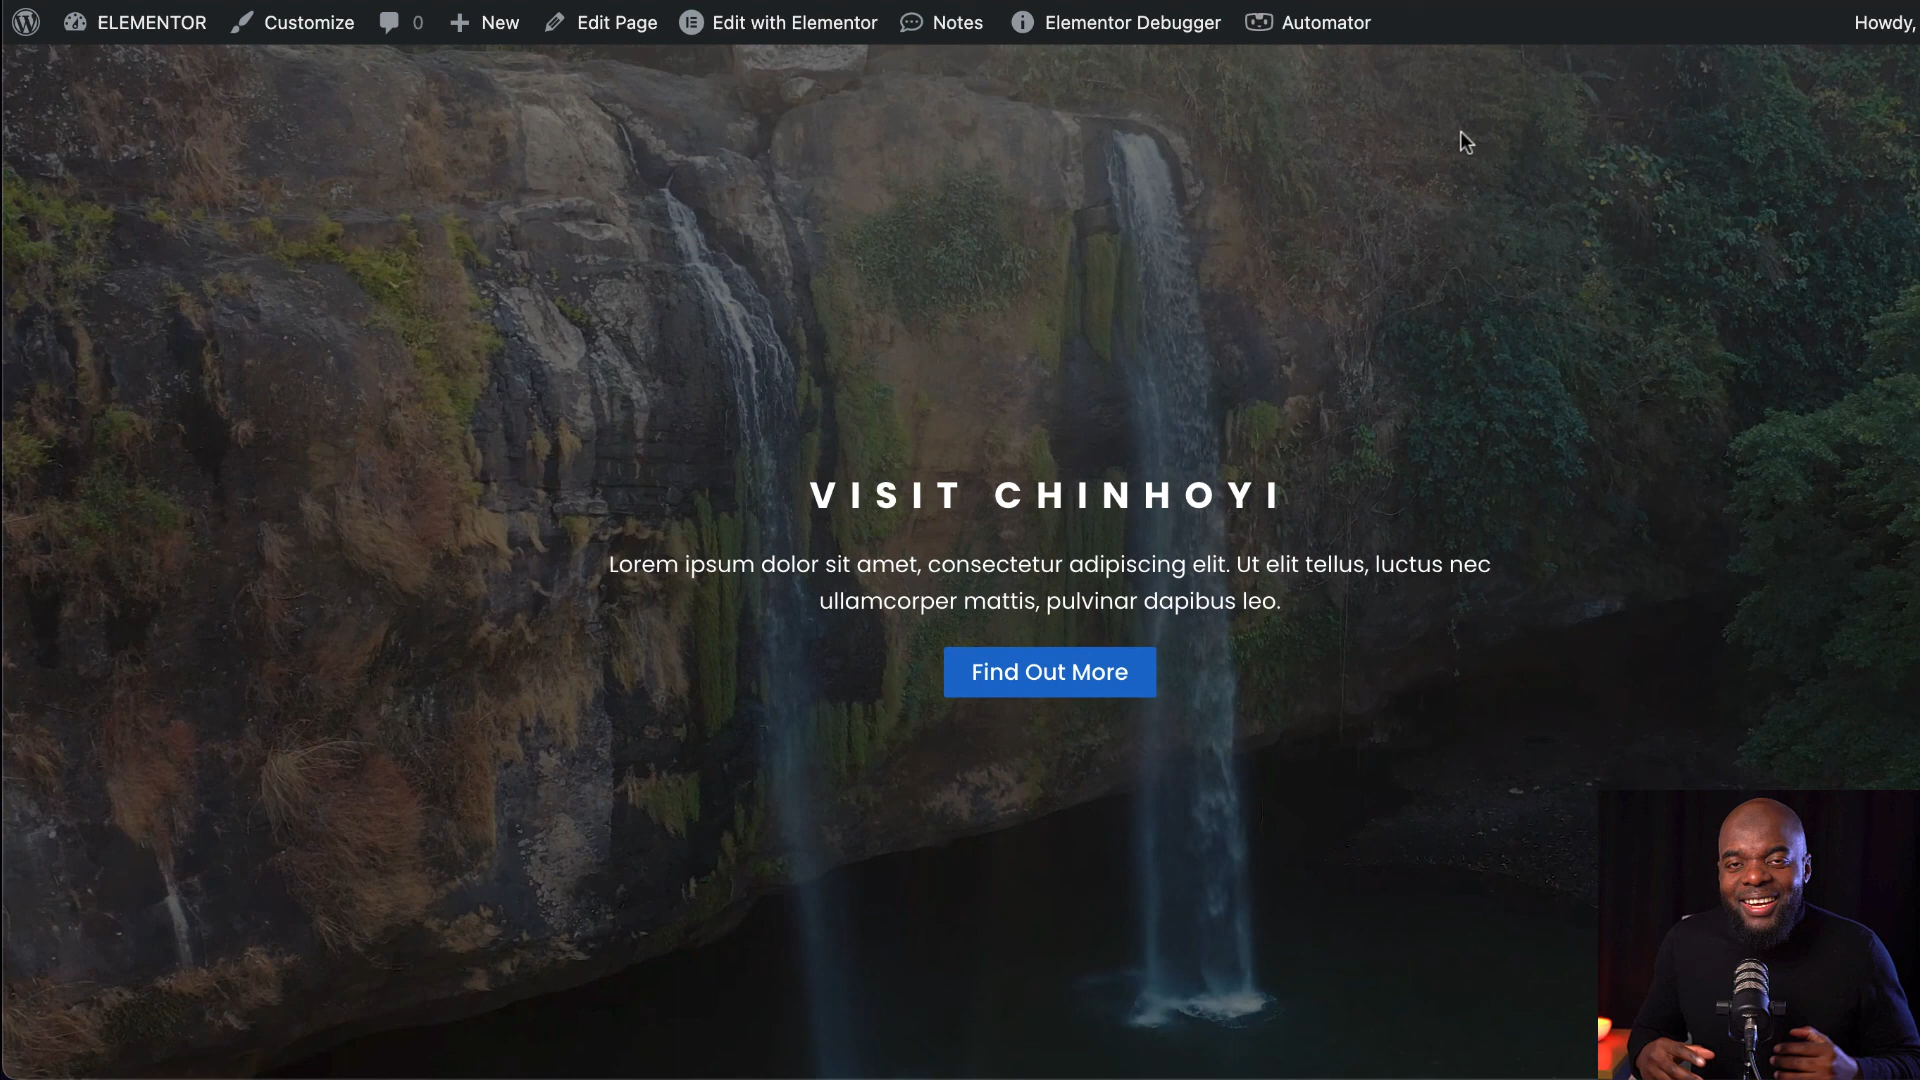 ELEMENTOR Customize 0 New Edit Page Edit with Elementor Notes Elementor Debugger Automator Howdy,
VISIT CHINHOYI
Lorem ipsum dolor sit amet, consectetur adipiscing elit. Ut elit tellus, luctus nec
ullamcorper mattis, pulvinar dapibus leo.
Find Out More